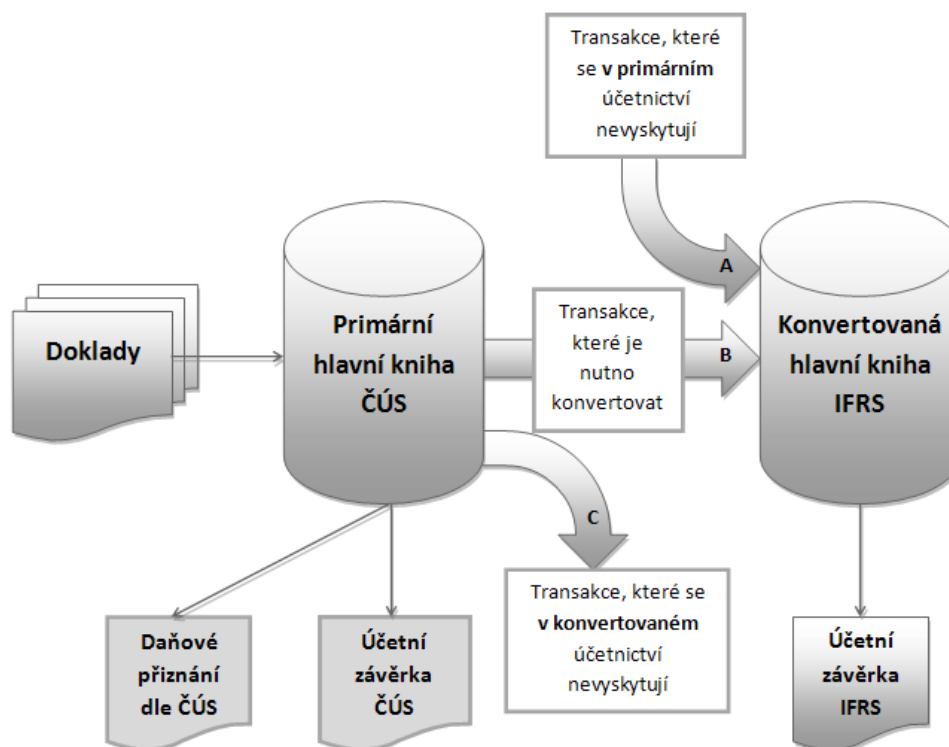 Transakce, které
se v primárním
účetnictví
nevyskytují
A
Doklady
Primární
hlavní kniha
ČÚS
Transakce,
které je
nutno
konvertovat
B
Konvertovaná
hlavní kniha
IFRS
C
Transakce, které se
v konvertovaném
účetnictví
nevyskytují
Daňové
přiznání
dle ČÚS
Účetní
závěrka
ČÚS
Účetní
závěrka
IFRS